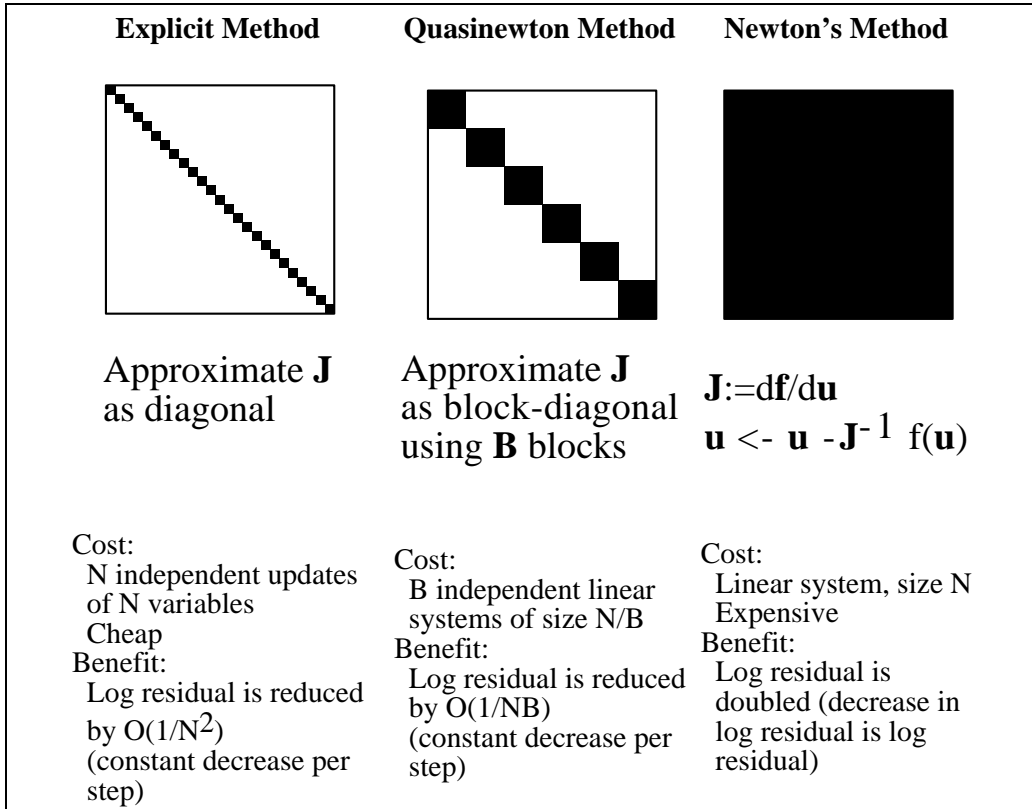 Explicit Method
Approximate J
as diagonal
Cost:
N independent updates
of N variables
Cheap
Benefit:
Log residual is reduced
by O(1/N²)
(constant decrease per
step)
Quasinewton Method
Approximate J
as block-diagonal
using B blocks
Cost:
B independent linear
systems of size N/B
Benefit:
Log residual is reduced
by O(1/NB)
(constant decrease per
step)
Newton's Method
J:=df/du
u <- u -J⁻¹ f(u)
Cost:
Linear system, size N
Expensive
Benefit:
Log residual is
doubled (decrease in
log residual is log
residual)